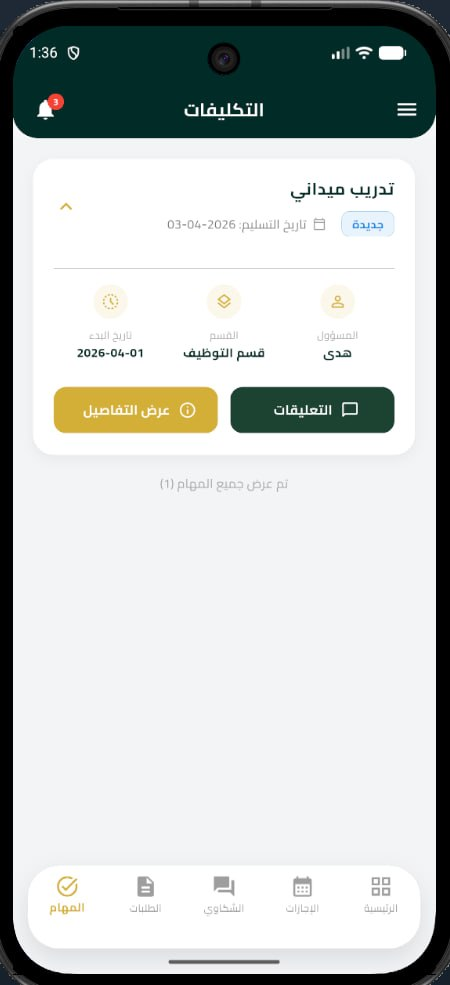 1:36
3
التكليفات
تدريب ميداني
جديدة
تاريخ التسليم: 2026-04-03
المسؤول
هدى
القسم
قسم التوظيف
تاريخ البدء
2026-04-01
التعليقات
عرض التفاصيل
تم عرض جميع المهام (1)
الرئيسية
الإجازات
الشكاوي
الطلبات
المهام